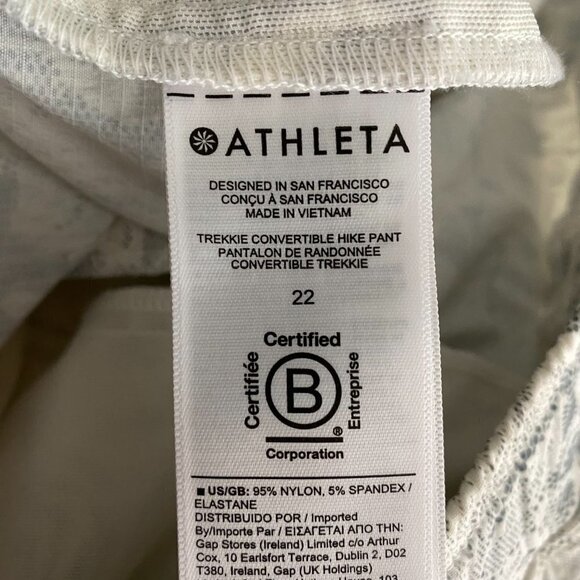 ATHLETA
DESIGNED IN SAN FRANCISCO
CONÇU À SAN FRANCISCO
MADE IN VIETNAM
TREKKIE CONVERTIBLE HIKE PANT
PANTALON DE RANDONNÉE
CONVERTIBLE TREKKIE
22
Certified
Certifiée
B
Entreprise
®
Corporation
■ US/GB: 95% NYLON, 5% SPANDEX /
ELASTANE
DISTRIBUIDO POR / Imported
By/Importe Par / ΕΙΣΑΓΕΤΑΙ ΑΠΟ ΤΗΝ:
Gap Stores (Ireland) Limited c/o Arthur
Cox, 10 Earlsfort Terrace, Dublin 2, D02
T380, Ireland, Gap (UK Holdings)